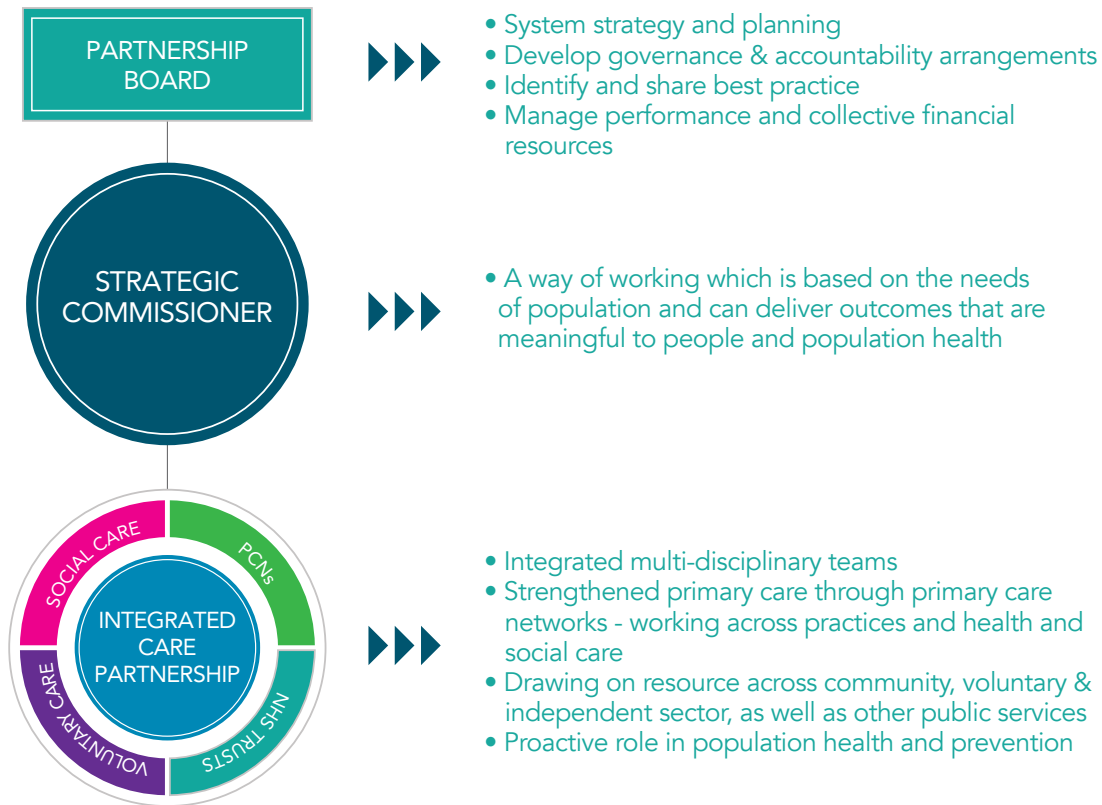 PARTNERSHIP
BOARD
• System strategy and planning
• Develop governance & accountability arrangements
• Identify and share best practice
• Manage performance and collective financial
resources
STRATEGIC
COMMISSIONER
• A way of working which is based on the needs
of population and can deliver outcomes that are
meaningful to people and population health
SOCIAL CARE
PCNs
INTEGRATED
CARE
PARTNERSHIP
VOLUNTARY CARE
NHS TRUSTS
• Integrated multi-disciplinary teams
• Strengthened primary care through primary care
networks - working across practices and health and
social care
• Drawing on resource across community, voluntary &
independent sector, as well as other public services
• Proactive role in population health and prevention